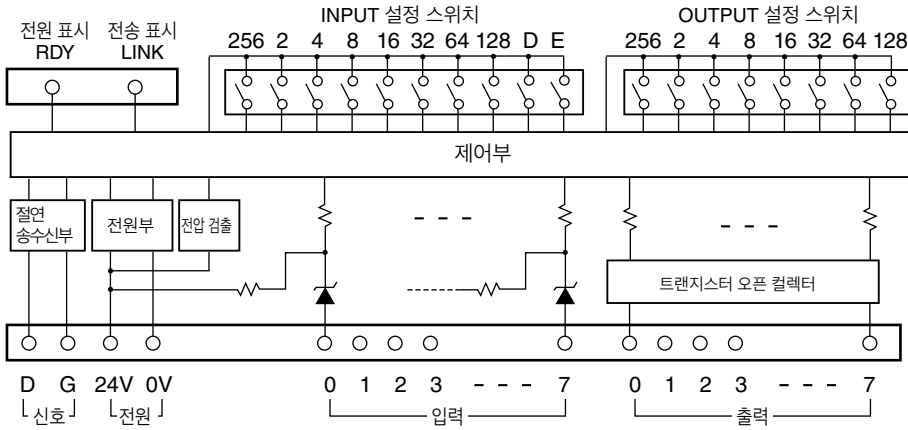 INPUT 설정 스위치
OUTPUT 설정 스위치
전원 표시 전송 표시
RDY LINK
256 2 4 8 16 32 64 128 D E
256 2 4 8 16 32 64 128
제어부
절연
송수신부
전원부
전압 검출
트랜지스터 오픈 컬렉터
D G 24V 0V
0 1 2 3 7
0 1 2 3 7
신호 전원 입력 출력